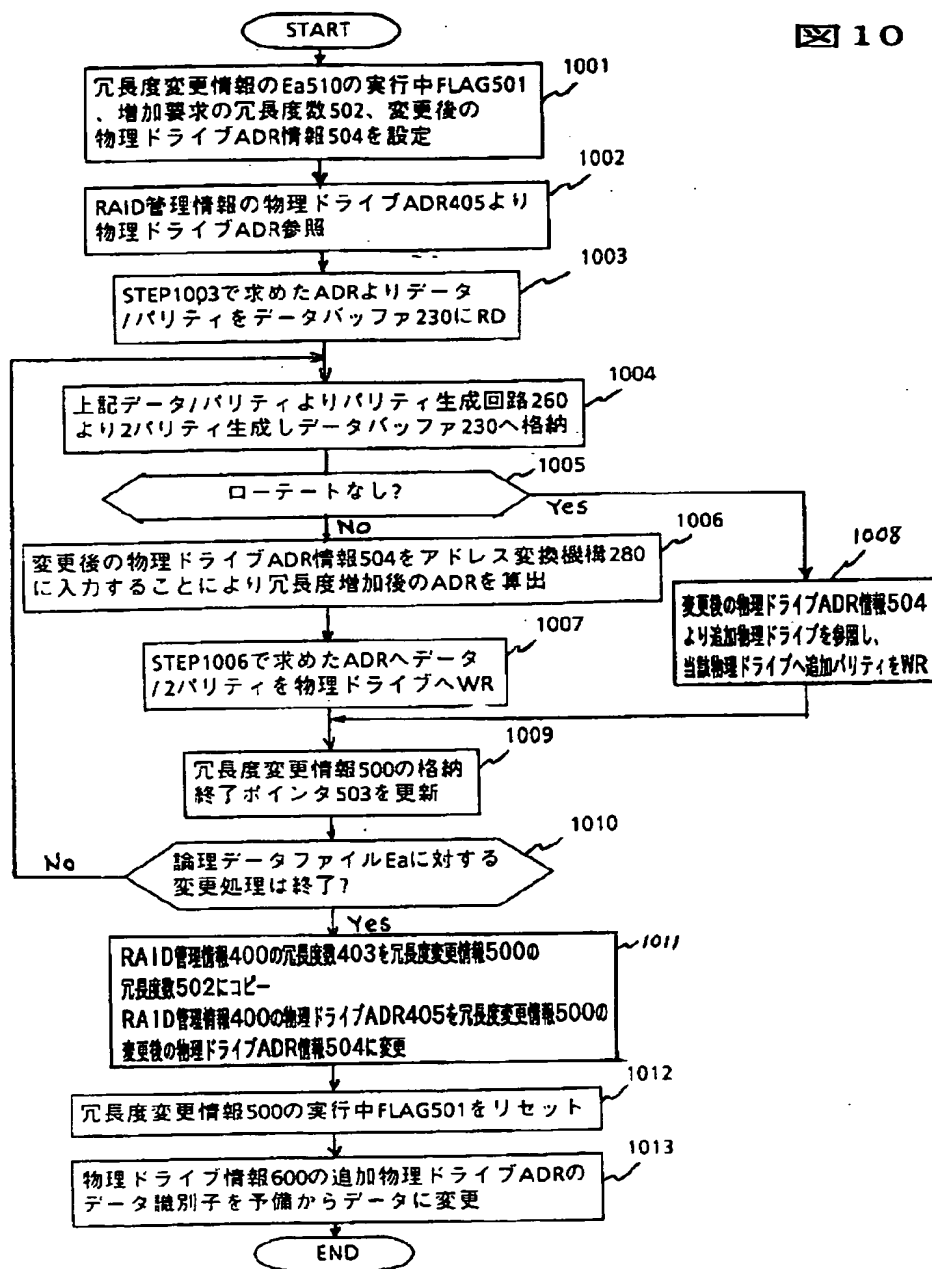 図10
START
1001
冗長度変更情報のEa510の実行中FLAG501
、増加要求の冗長度数502、変更後の
物理ドライブADR情報504を設定
1002
RAID管理情報の物理ドライブADR405より
物理ドライブADR参照
1003
STEP1003で求めたADRよりデータ
/パリティをデータバッファ230にRD
1004
上記データ/パリティよりパリティ生成回路260
より2パリティ生成しデータバッファ230へ格納
1005
ローテートなし?
Yes
No
1006
変更後の物理ドライブADR情報504をアドレス変換機構280
に入力することにより冗長度増加後のADRを算出
1008
変更後の物理ドライブADR情報504
より追加物理ドライブを参照し、
当該物理ドライブへ追加パリティをWR
1007
STEP1006で求めたADRへデータ
/2パリティを物理ドライブへWR
1009
冗長度変更情報500の格納
終了ポインタ503を更新
1010
No
論理データファイルEaに対する
変更処理は終了?
Yes
1011
RAID管理情報400の冗長度数403を冗長度変更情報500の
冗長度数502にコピー
RAID管理情報400の物理ドライブADR405を冗長度変更情報500の
変更後の物理ドライブADR情報504に変更
1012
冗長度変更情報500の実行中FLAG501をリセット
1013
物理ドライブ情報600の追加物理ドライブADRの
データ識別子を予備からデータに変更
END